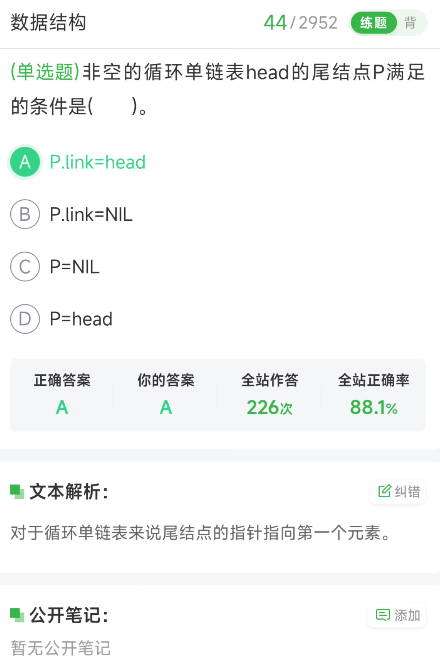 数据结构 44/2952 练题 背
(单选题)非空的循环单链表head的尾结点P满足
的条件是(  )。
A P.link=head
B P.link=NIL
C P=NIL
D P=head
正确答案 你的答案 全站作答 全站正确率
A A 226次 88.1%
文本解析: 纠错
对于循环单链表来说尾结点的指针指向第一个元素。
公开笔记: 添加
暂无公开笔记